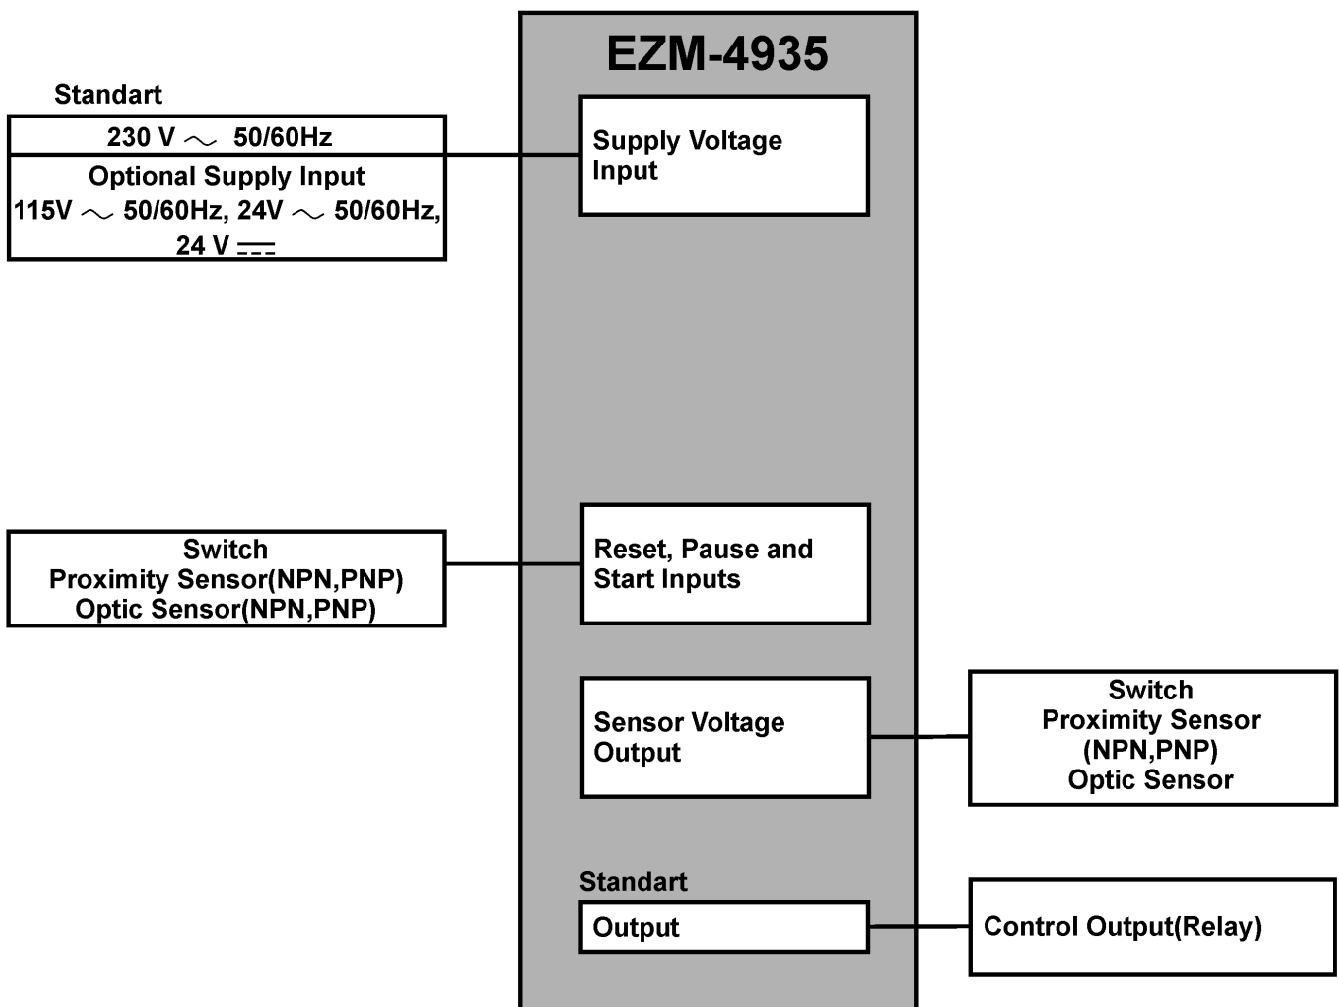 EZM-4935
Standart
230 V ～ 50/60Hz
Optional Supply Input
115V ～ 50/60Hz, 24V ～ 50/60Hz,
24 V ⎓
Supply Voltage
Input
Switch
Proximity Sensor(NPN,PNP)
Optic Sensor(NPN,PNP)
Reset, Pause and
Start Inputs
Sensor Voltage
Output
Switch
Proximity Sensor
(NPN,PNP)
Optic Sensor
Standart
Output
Control Output(Relay)